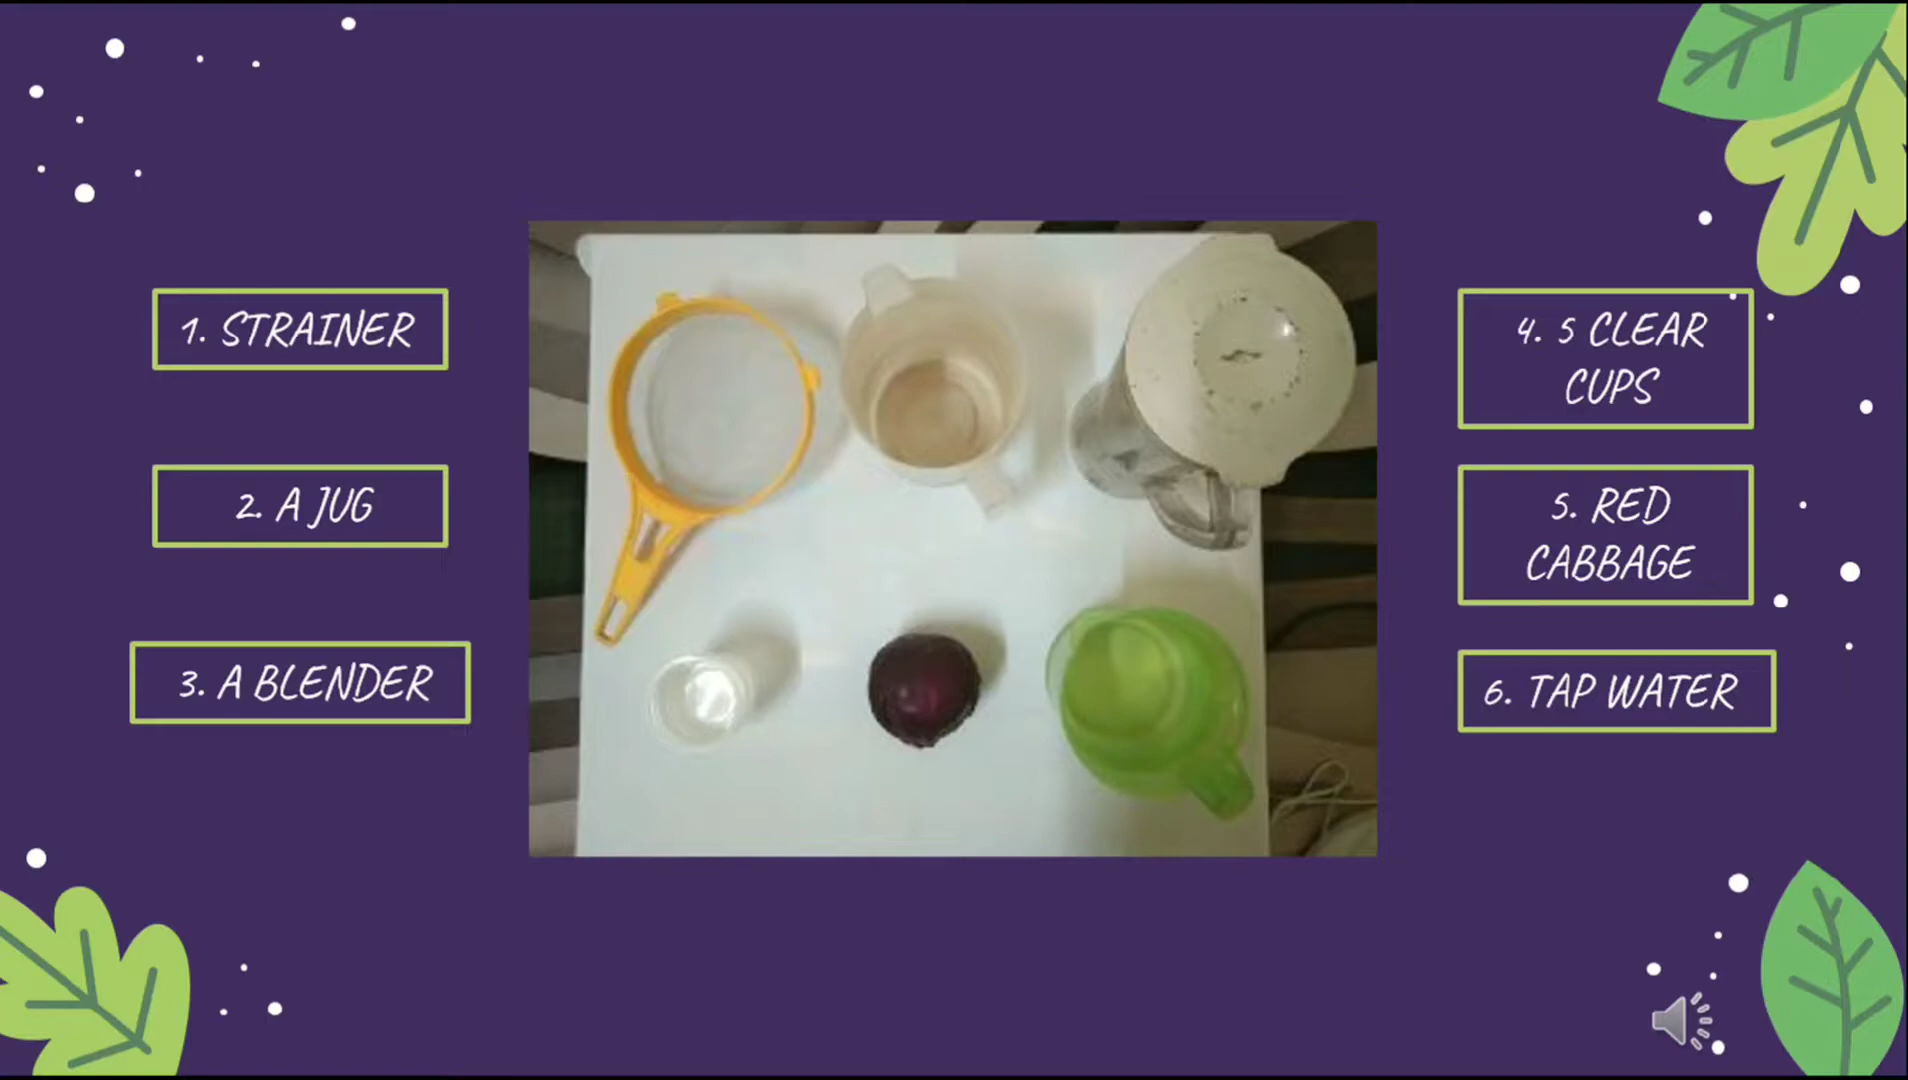 1. STRAINER
2. A JUG
3. A BLENDER
4. 5 CLEAR
CUPS
5. RED
CABBAGE
6. TAP WATER